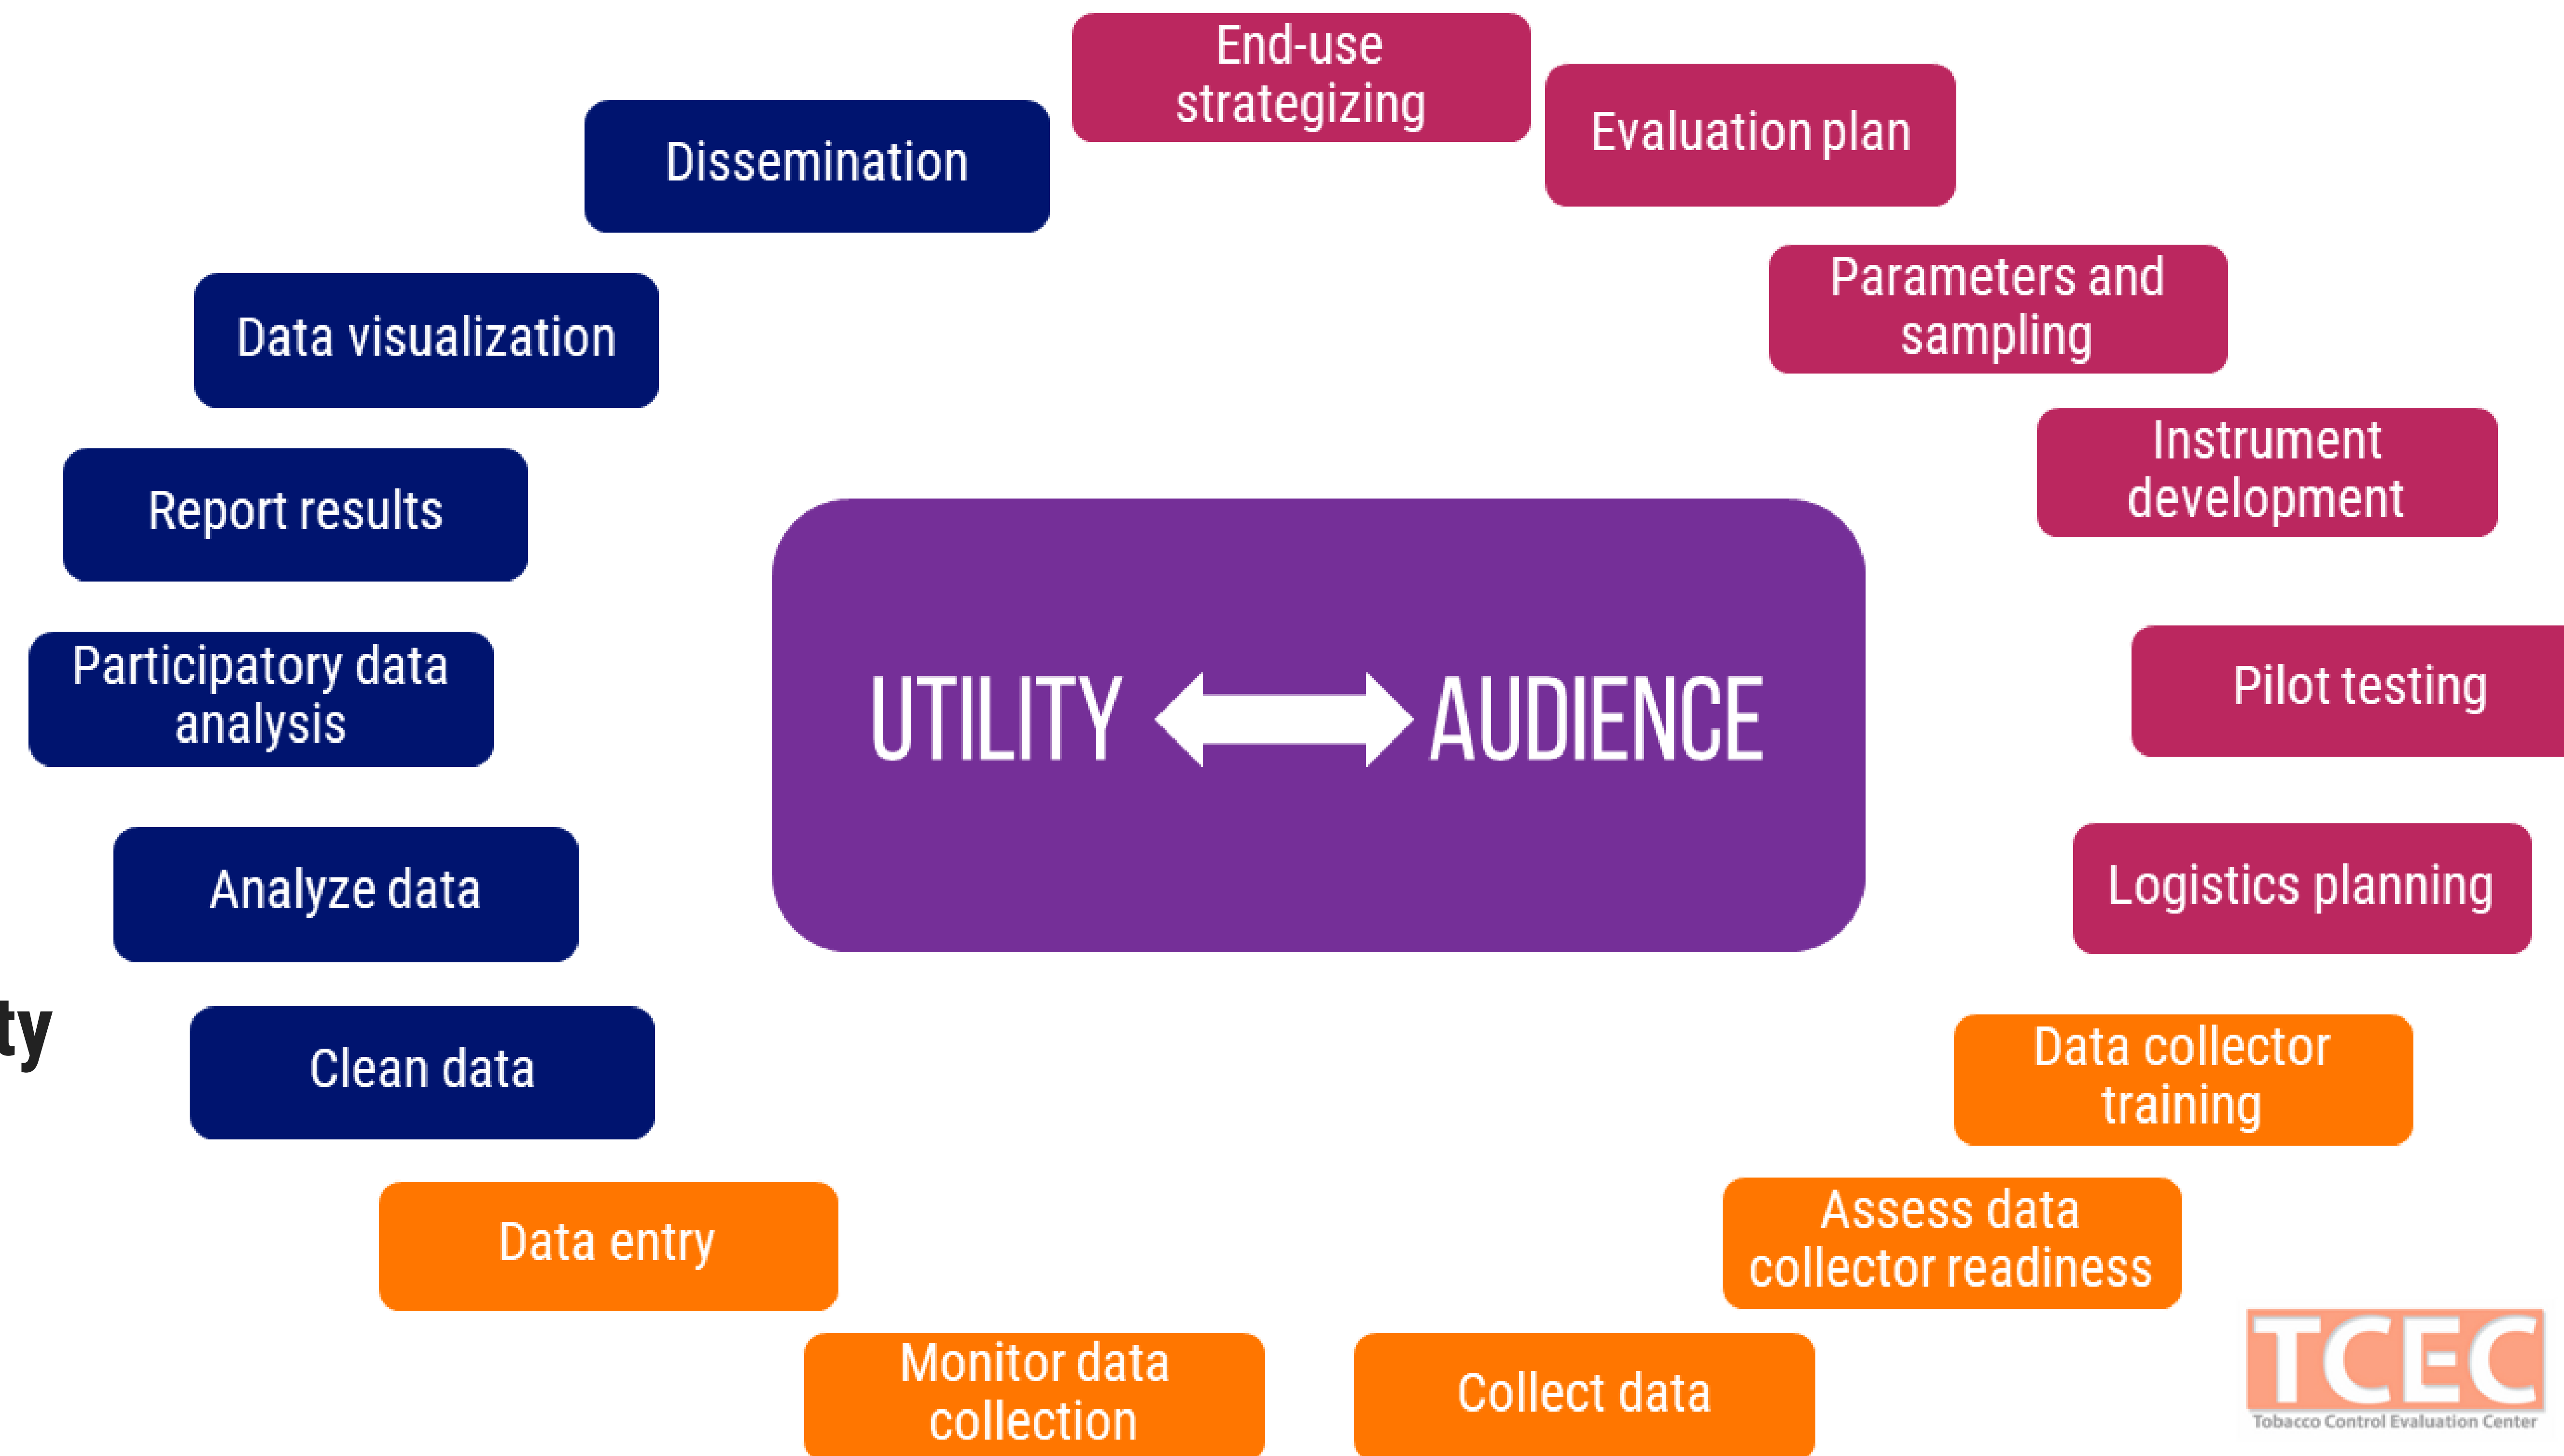 End-use
strategizing
Evaluation plan
Dissemination
Parameters and
sampling
Data visualization
Instrument
development
Report results
Participatory data
analysis
UTILITY AUDIENCE
Pilot testing
Analyze data
Logistics planning
ty
Clean data
Data collector
training
Data entry
Assess data
collector readiness
Monitor data
collection
Collect data
TCEC
Tobacco Control Evaluation Center